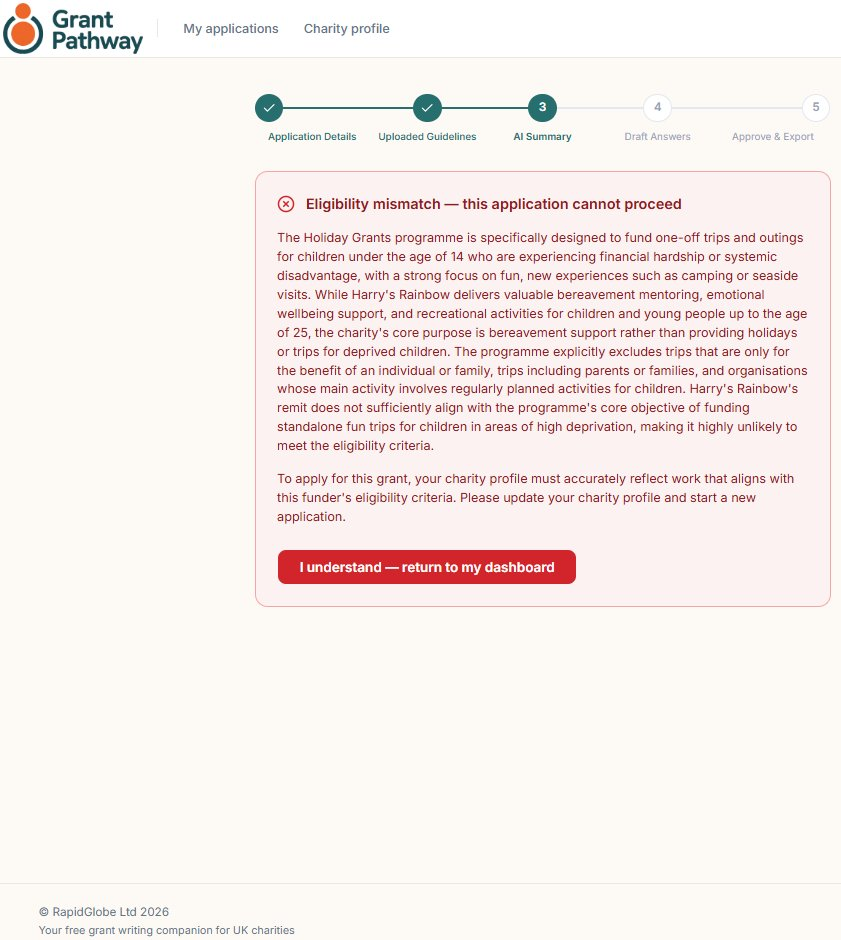 Grant
Pathway
My applications
Charity profile
3
4
5
Application Details
Uploaded Guidelines
AI Summary
Draft Answers
Approve & Export
Eligibility mismatch — this application cannot proceed
The Holiday Grants programme is specifically designed to fund one-off trips and outings
for children under the age of 14 who are experiencing financial hardship or systemic
disadvantage, with a strong focus on fun, new experiences such as camping or seaside
visits. While Harry's Rainbow delivers valuable bereavement mentoring, emotional
wellbeing support, and recreational activities for children and young people up to the age
of 25, the charity's core purpose is bereavement support rather than providing holidays
or trips for deprived children. The programme explicitly excludes trips that are only for
the benefit of an individual or family, trips including parents or families, and organisations
whose main activity involves regularly planned activities for children. Harry's Rainbow's
remit does not sufficiently align with the programme's core objective of funding
standalone fun trips for children in areas of high deprivation, making it highly unlikely to
meet the eligibility criteria.
To apply for this grant, your charity profile must accurately reflect work that aligns with
this funder's eligibility criteria. Please update your charity profile and start a new
application.
I understand — return to my dashboard
© RapidGlobe Ltd 2026
Your free grant writing companion for UK charities